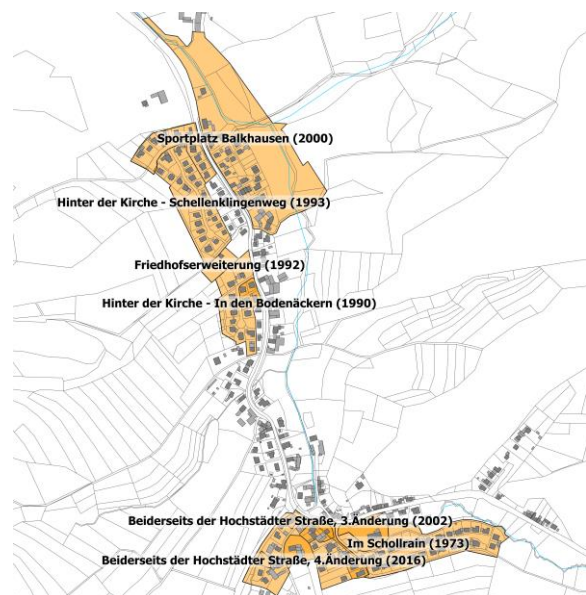 Sportplatz Balkhausen (2000)
Hinter der Kirche - Schellenklingenweg (1993)
Friedhofserweiterung (1992)
Hinter der Kirche - In den Bodenäckern (1990)
Beiderseits der Hochstädter Straße, 3.Änderung (2002)
Im Schollrain (1973)
Beiderseits der Hochstädter Straße, 4.Änderung (2016)